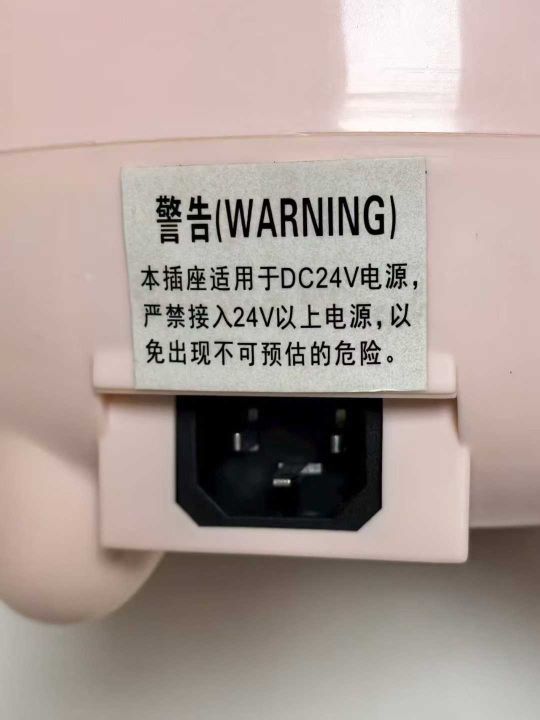 警告(WARNING)
本插座适用于DC24V电源，
严禁接入24V以上电源，以
免出现不可预估的危险。